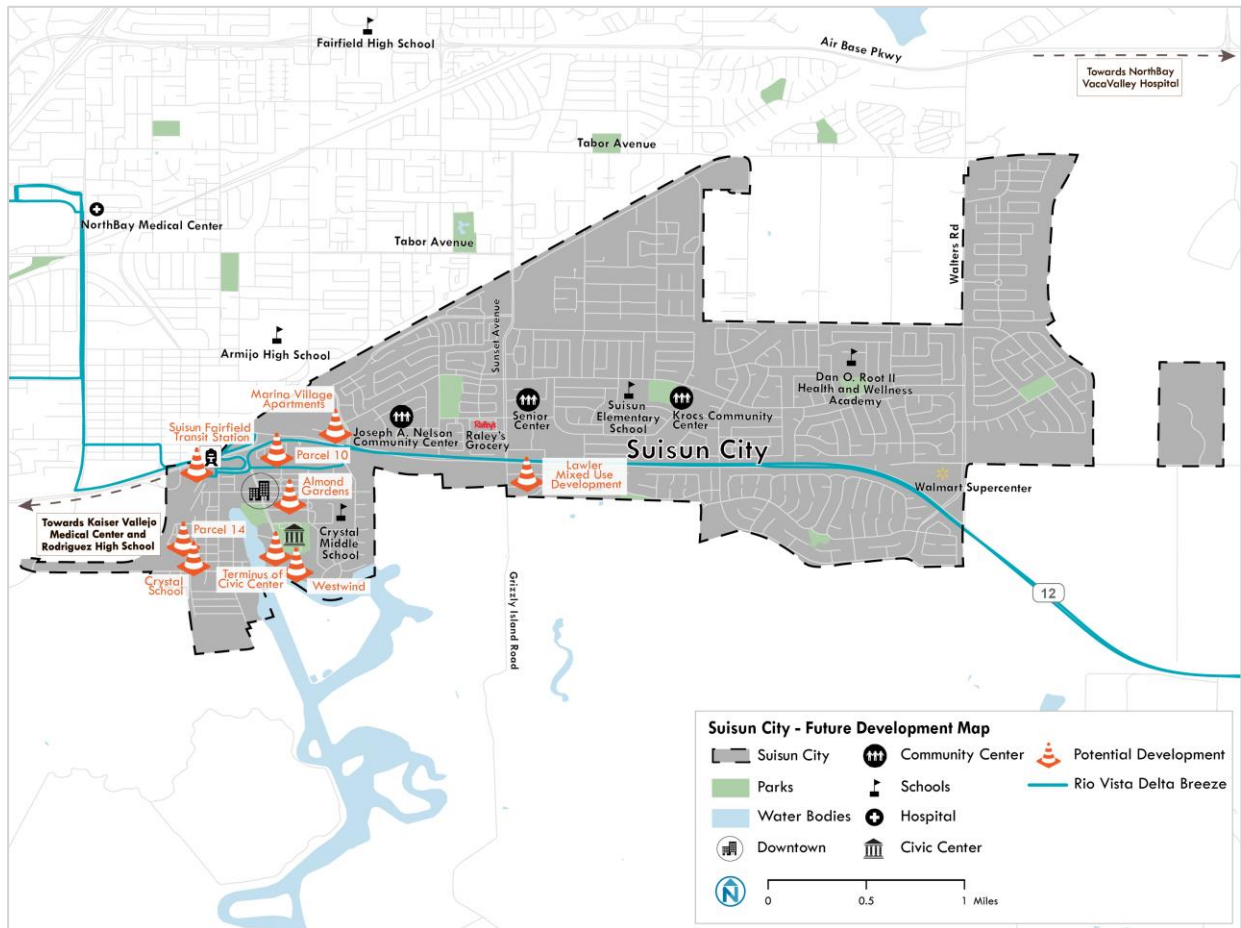 Fairfield High School
Air Base Pkwy
Towards NorthBay
VacaValley Hospital
Tabor Avenue
NorthBay Medical Center
Tabor Avenue
Walters Rd
Sunset Avenue
Armijo High School
Marina Village
Apartments
Suisun Fairfield
Transit Station
Joseph A. Nelson
Community Center
Raley's
Raley's
Grocery
Senior
Center
Suisun
Elementary
School
Krocs Community
Center
Dan O. Root II
Health and Wellness
Academy
Parcel 10
Suisun City
Lawler
Mixed Use
Development
Walmart Supercenter
Almond
Gardens
Towards Kaiser Vallejo
Medical Center and
Rodriguez High School
Parcel 14
Crystal
Middle
School
Crystal
School
Terminus of
Civic Center
Westwind
Grizzly Island Road
12
Suisun City - Future Development Map
Suisun City
Community Center
Potential Development
Parks
Schools
Rio Vista Delta Breeze
Water Bodies
Hospital
Downtown
Civic Center
N
0 0.5 1 Miles